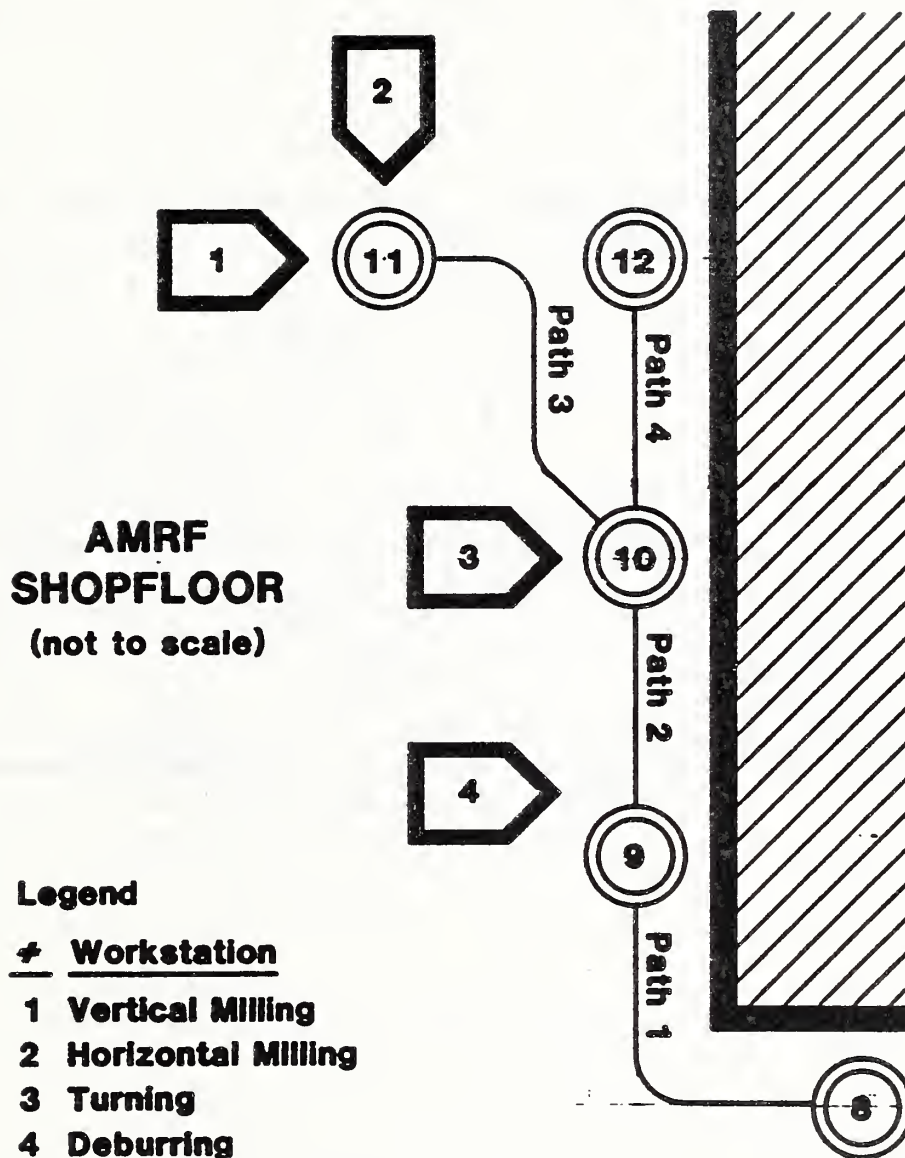 2
1
11
12
Path 3
Path 4
AMRF
SHOPFLOOR
(not to scale)
3
10
Path 2
4
9
Legend
# Workstation
1 Vertical Milling
2 Horizontal Milling
3 Turning
4 Deburring
Path 1
8